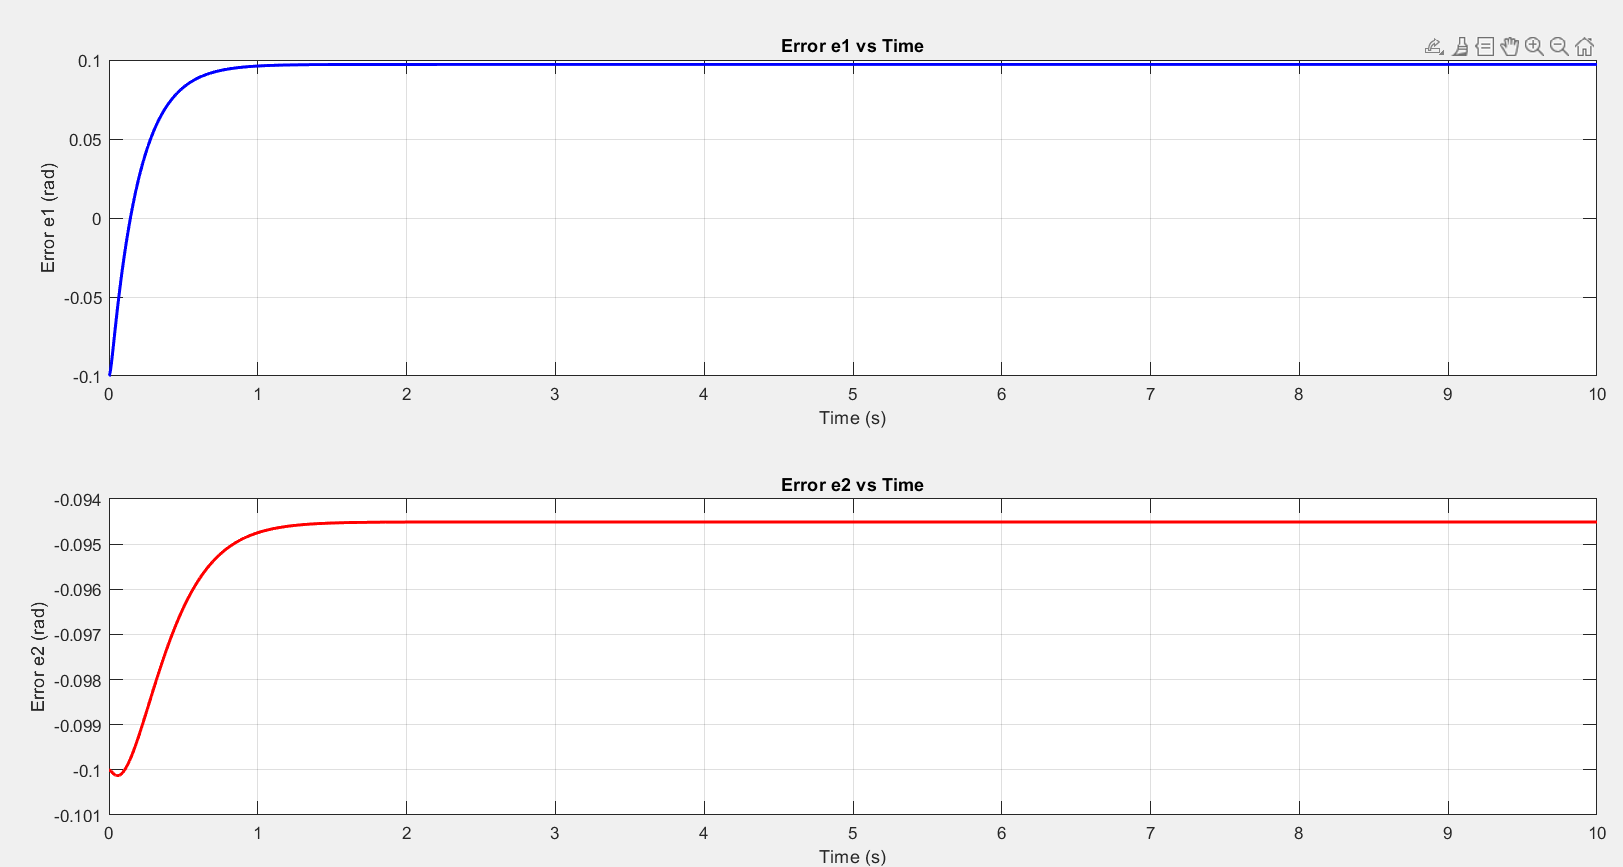 Error e1 vs Time
0.1
0.05
0
-0.05
-0.1
Error e1 (rad)
0 1 2 3 4 5 6 7 8 9 10
Time (s)
Error e2 vs Time
-0.094
-0.095
-0.096
-0.097
-0.098
-0.099
-0.1
-0.101
Error e2 (rad)
0 1 2 3 4 5 6 7 8 9 10
Time (s)